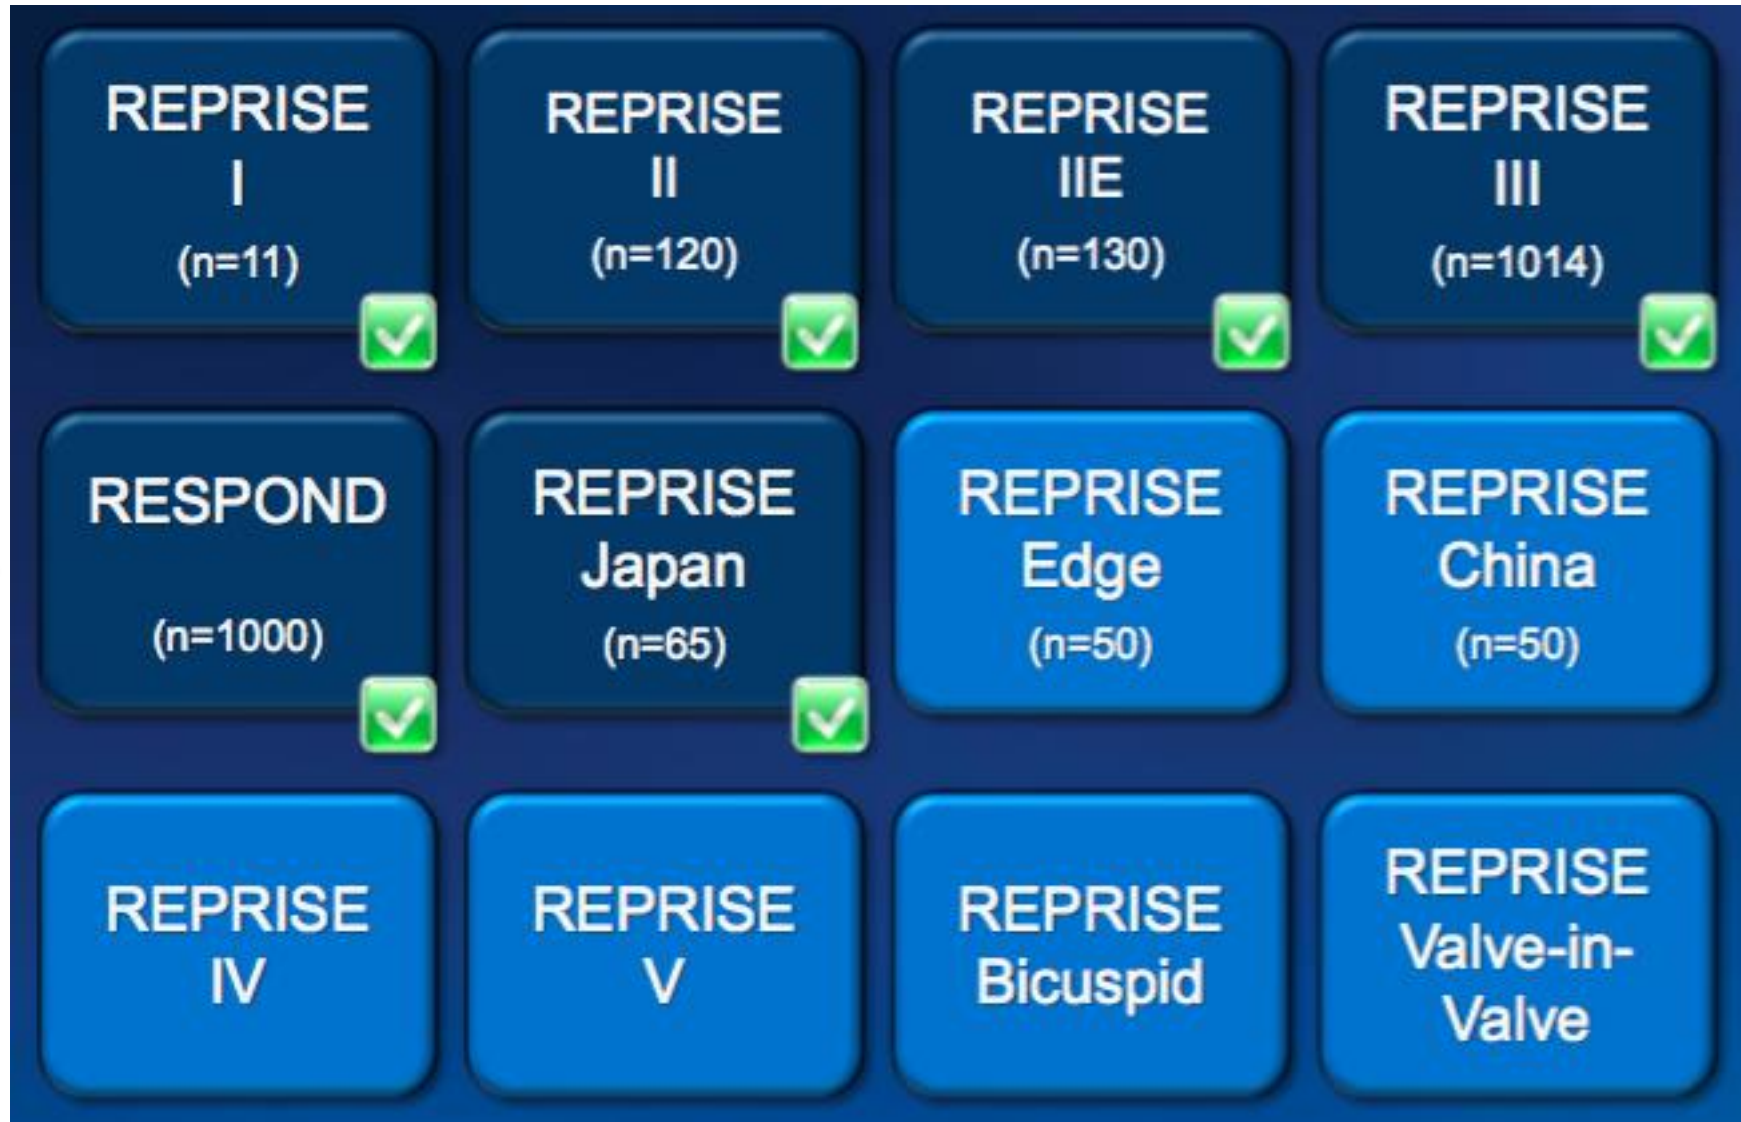 REPRISE
I
(n=11)
REPRISE
II
(n=120)
REPRISE
IIE
(n=130)
REPRISE
III
(n=1014)
RESPOND
(n=1000)
REPRISE
Japan
(n=65)
REPRISE
Edge
(n=50)
REPRISE
China
(n=50)
REPRISE
IV
REPRISE
V
REPRISE
Bicuspid
REPRISE
Valve-in-
Valve